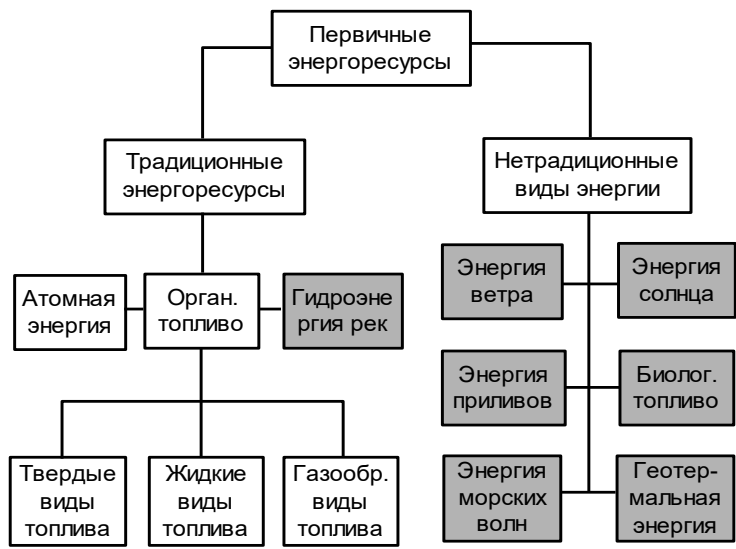 Первичные
энергоресурсы
Традиционные
энергоресурсы
Нетрадиционные
виды энергии
Атомная
энергия
Орган.
топливо
Гидроэне
ргия рек
Энергия
ветра
Энергия
солнца
Энергия
приливов
Биолог.
топливо
Твердые
виды
топлива
Жидкие
виды
топлива
Газообр.
виды
топлива
Энергия
морских
волн
Геотер-
мальная
энергия